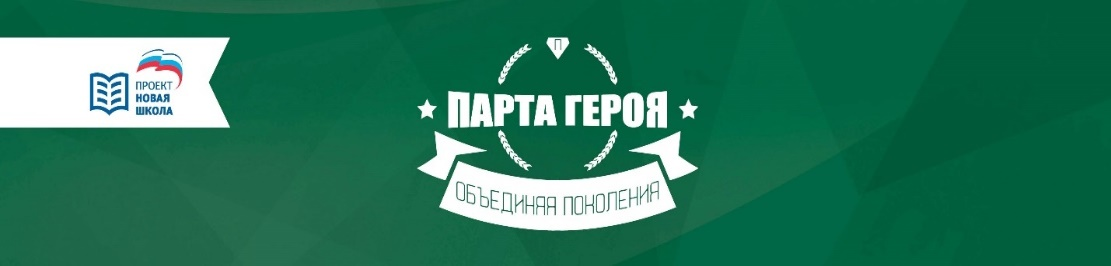 ПРОЕКТ
НОВАЯ
ШКОЛА
П
ПАРТА ГЕРОЯ
ОБЪЕДИНЯЯ ПОКОЛЕНИЯ